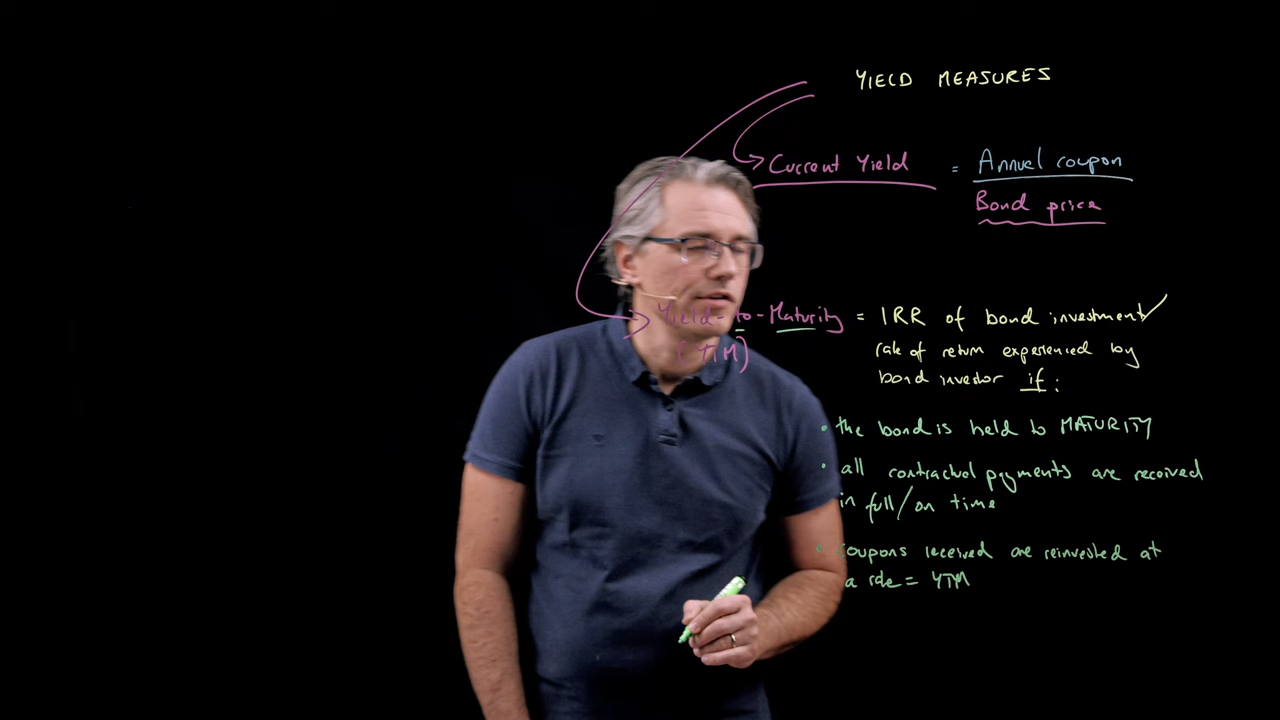 YIELD MEASURES
Current Yield = Annual coupon
Bond price
Yield-to-Maturity = IRR of bond investment
(YTM)
rate of return experienced by
bond investor if:
• the bond is held to MATURITY
• all contractual payments are received
in full/on time
• coupons received are reinvested at
a rate = YTM